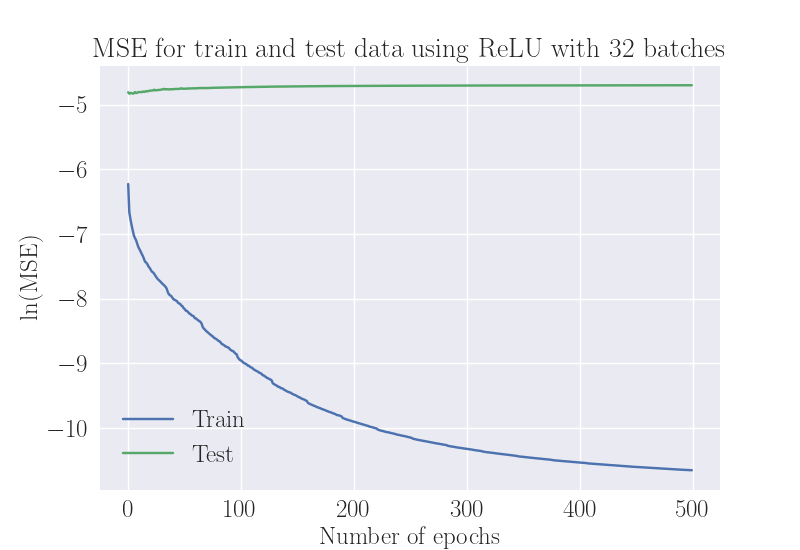 MSE for train and test data using ReLU with 32 batches
−5
−6
−7
−8
−9
−10
ln(MSE)
Train
Test
0
100
200
300
400
500
Number of epochs